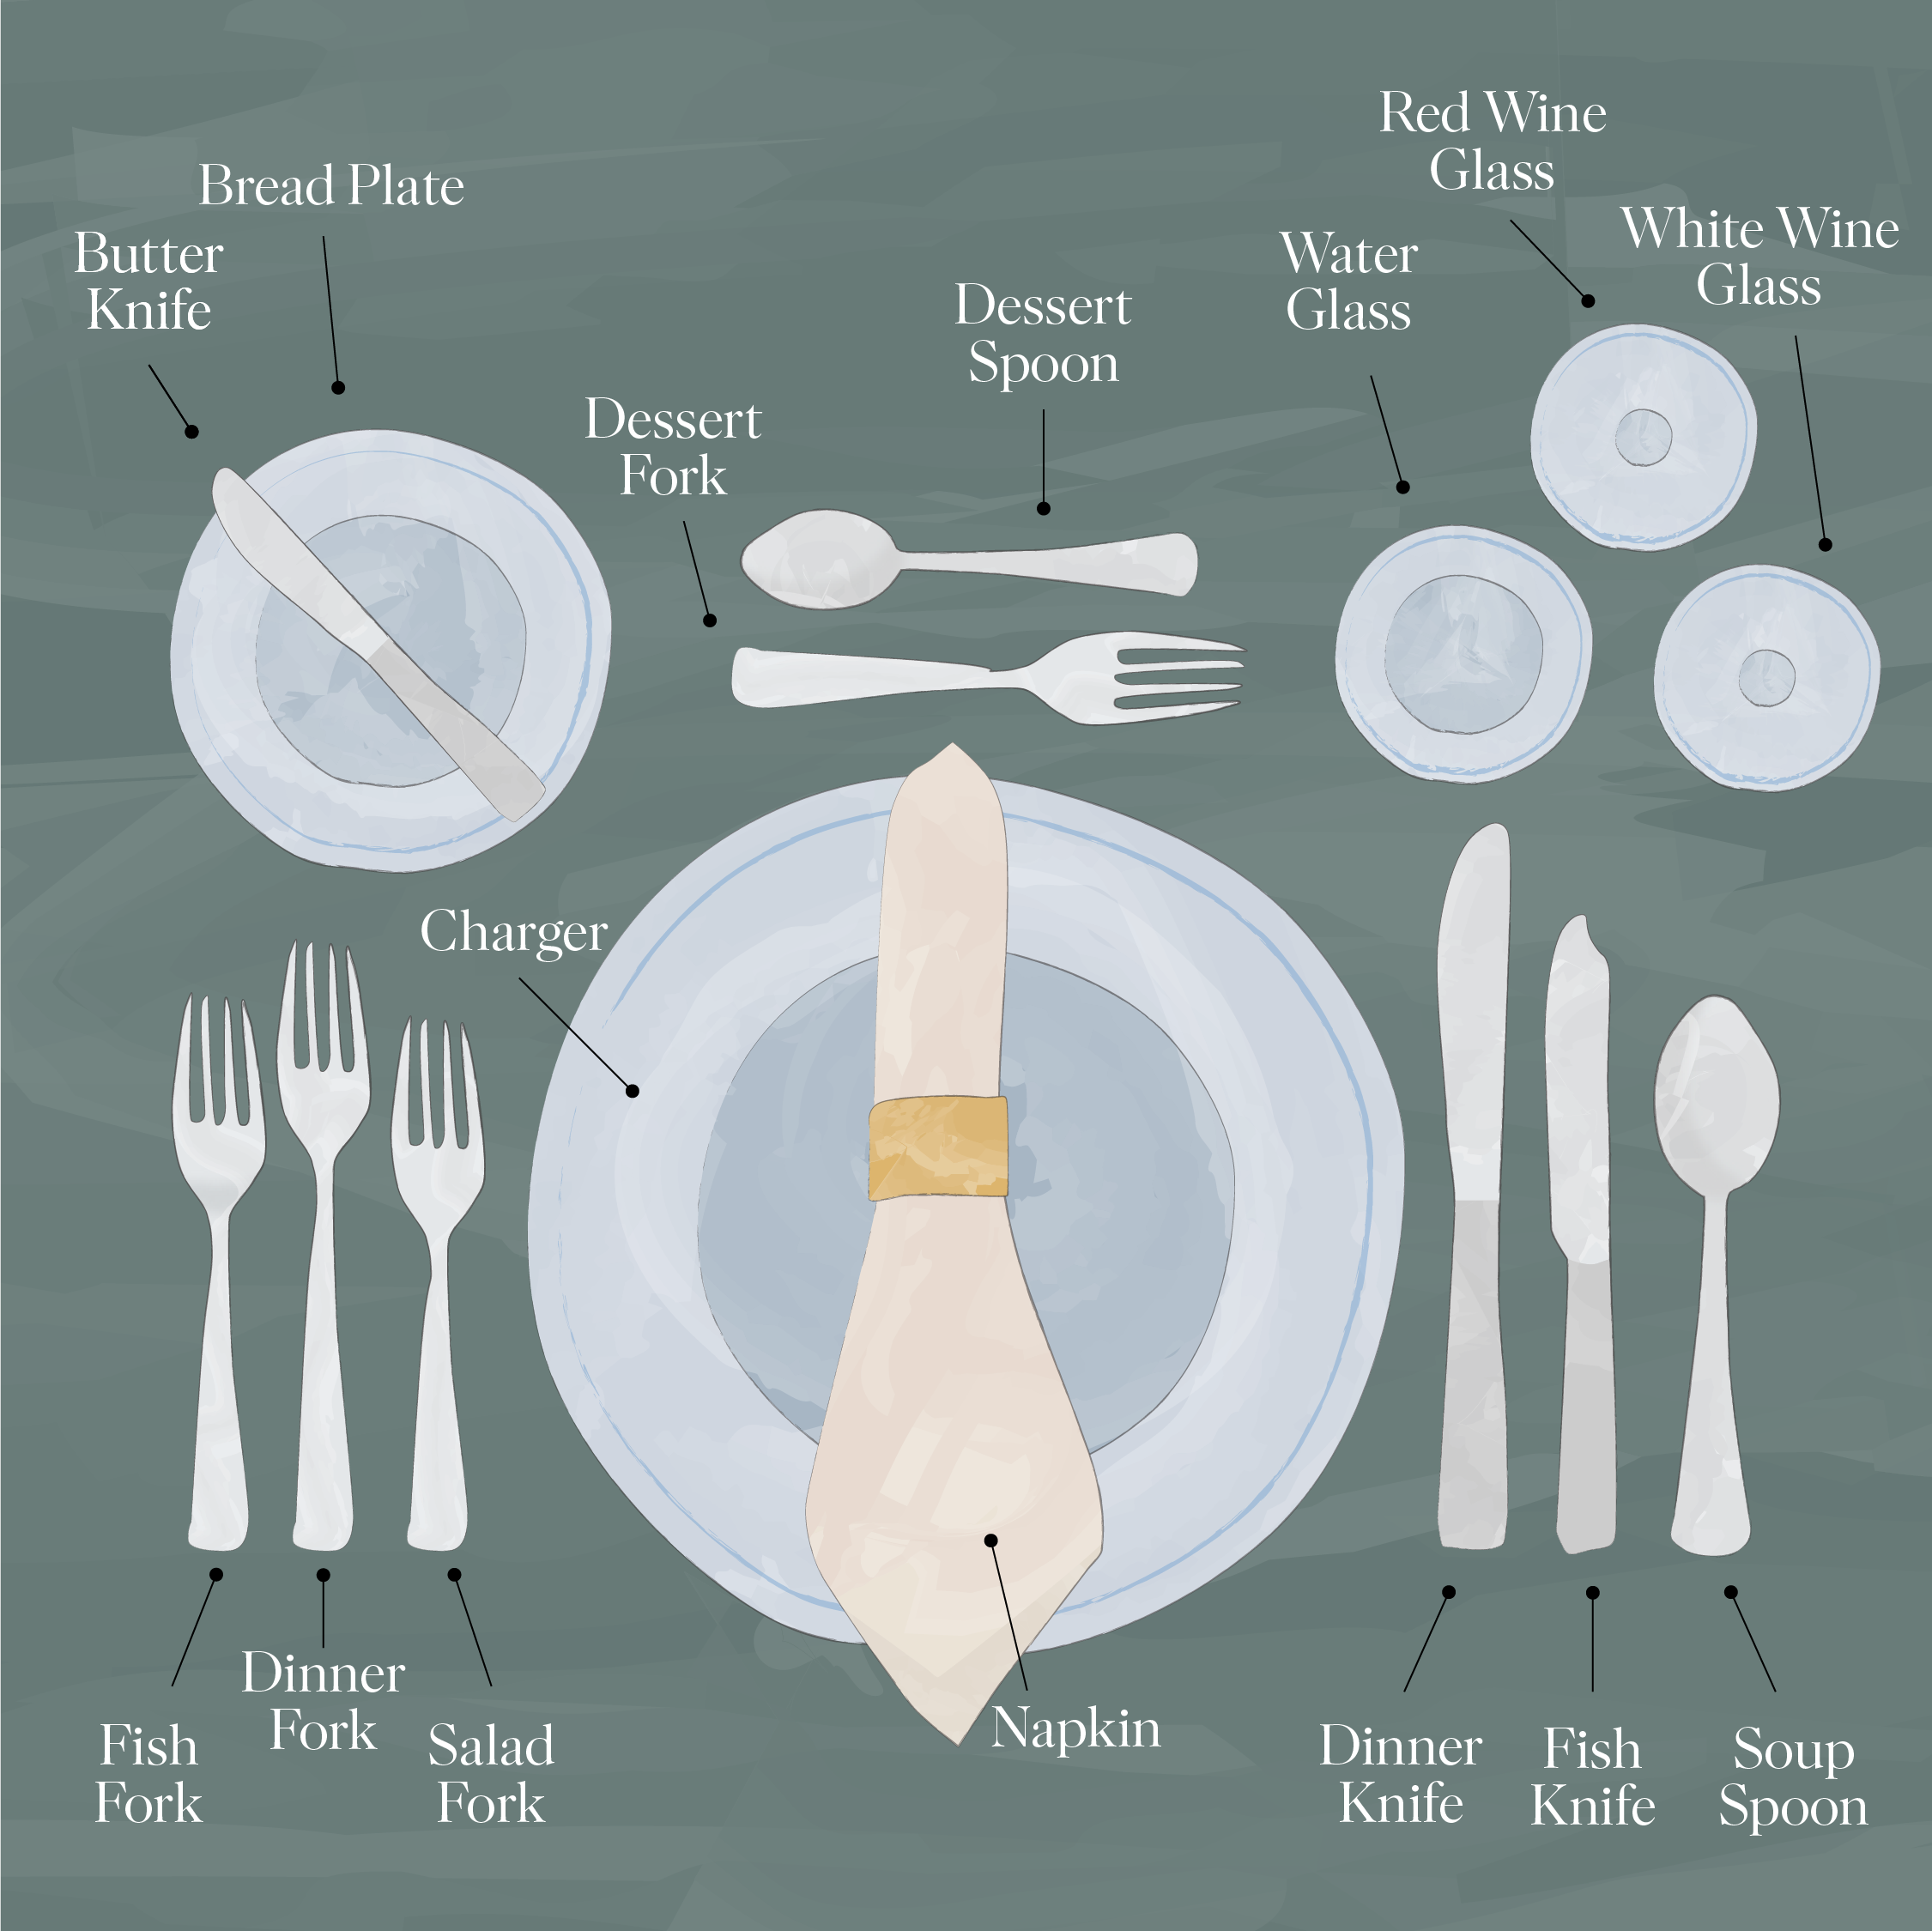 Red Wine
Glass
Bread Plate
White Wine
Glass
Butter
Knife
Water
Glass
Dessert
Spoon
Dessert
Fork
Charger
Dinner
Fork
Napkin
Fish
Fork
Salad
Fork
Dinner
Knife
Fish
Knife
Soup
Spoon